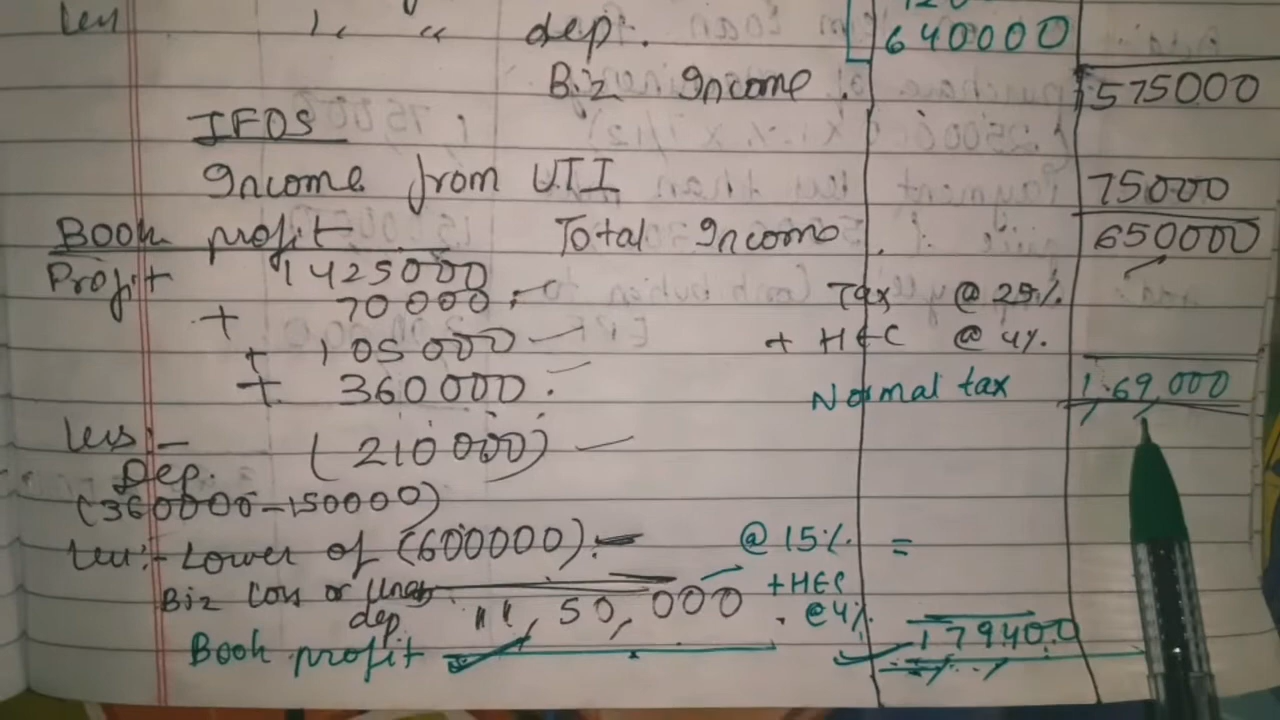 Less ,, ,, dep. 640000
Biz Income. 575000
IFOS
Income from UTI 75000
Book profit Total Income. 650000
Profit 1425000
+ 70000 Tax @ 25%.
+ 105000 + HEC @ 4%.
+ 360000 Normal tax 1,69,000
Less:- (210000)
Dep.
(360000-150000)
Less:- Lower of (600000) @ 15%. =
Biz loss or unab. dep. 11,50,000 +HEC @4%. 179400
Book profit